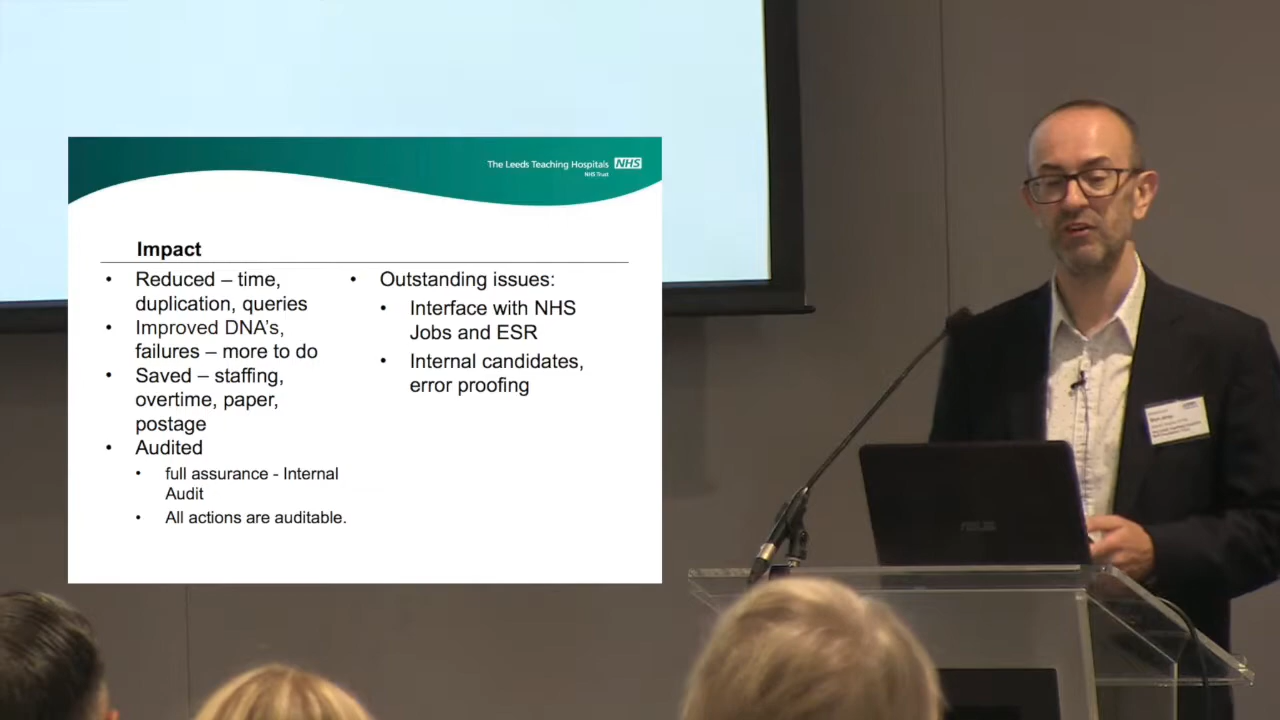 The Leeds Teaching Hospitals NHS
NHS Trust
Impact
• Reduced – time,
duplication, queries
• Improved DNA's,
failures – more to do
• Saved – staffing,
overtime, paper,
postage
• Audited
• full assurance - Internal
Audit
• All actions are auditable.
• Outstanding issues:
• Interface with NHS
Jobs and ESR
• Internal candidates,
error proofing
ASUS